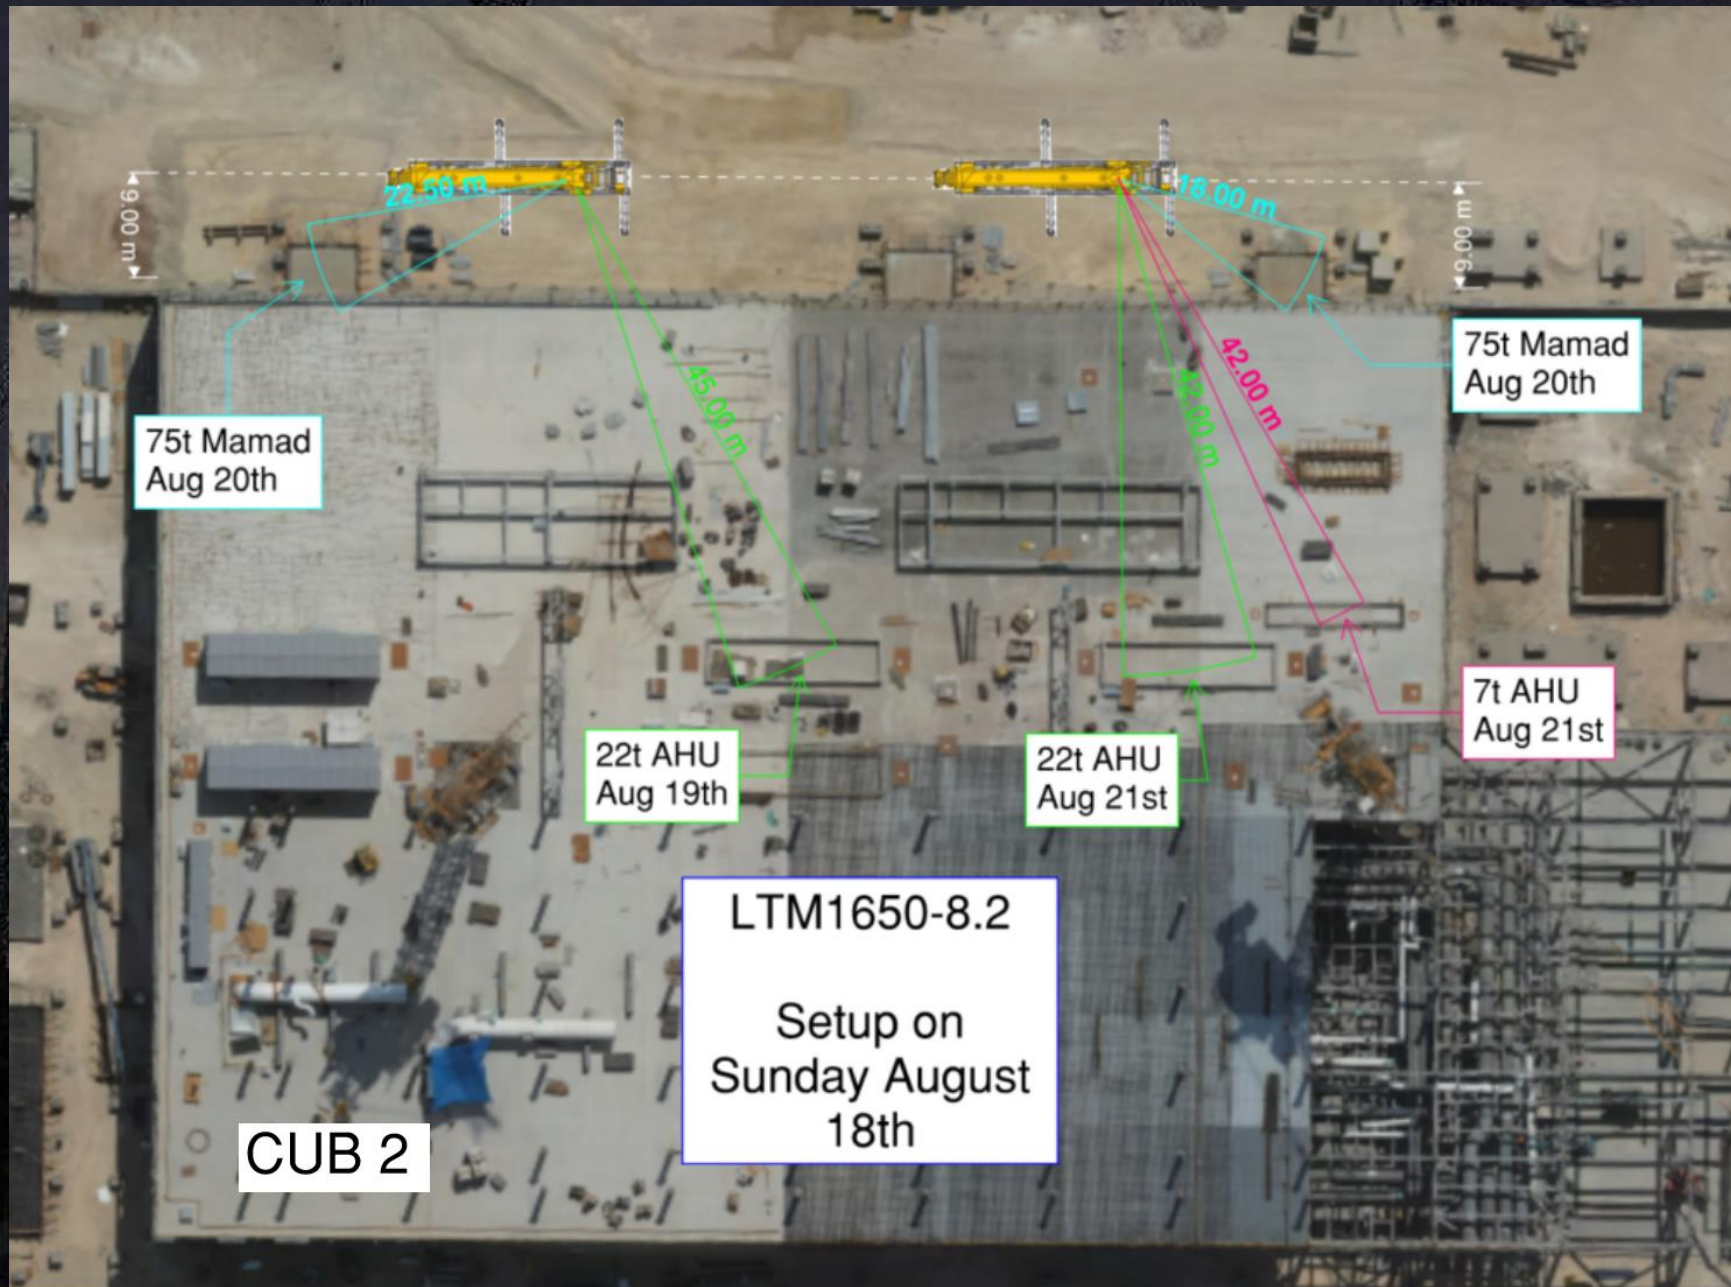 22.50 m
18.00 m
9.00 m
9.00 m
45.00 m
42.00 m
42.00 m
75t Mamad
Aug 20th
75t Mamad
Aug 20th
22t AHU
Aug 19th
22t AHU
Aug 21st
7t AHU
Aug 21st
LTM1650-8.2
Setup on
Sunday August
18th
CUB 2